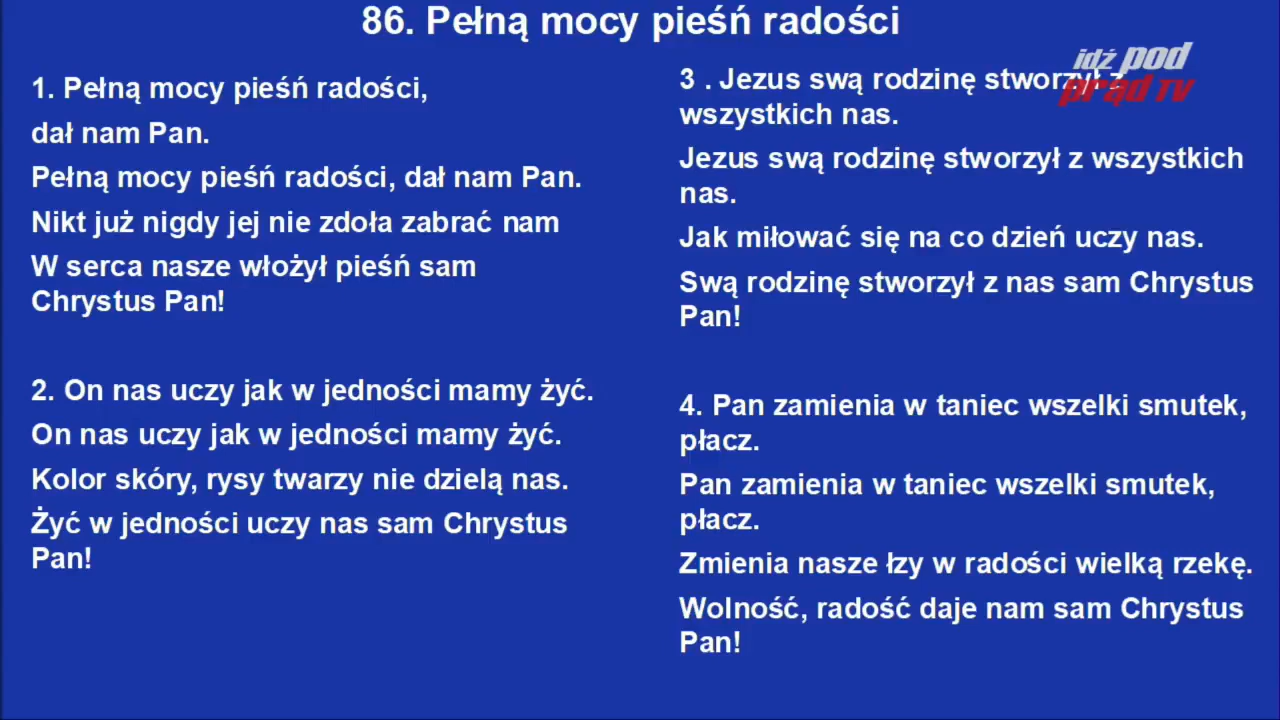 86. Pełną mocy pieśń radości
1. Pełną mocy pieśń radości,
dał nam Pan.
Pełną mocy pieśń radości, dał nam Pan.
Nikt już nigdy jej nie zdoła zabrać nam
W serca nasze włożył pieśń sam
Chrystus Pan!
2. On nas uczy jak w jedności mamy żyć.
On nas uczy jak w jedności mamy żyć.
Kolor skóry, rysy twarzy nie dzielą nas.
Żyć w jedności uczy nas sam Chrystus
Pan!
idź pod
prąd TV
3 . Jezus swą rodzinę stworzył z
wszystkich nas.
Jezus swą rodzinę stworzył z wszystkich
nas.
Jak miłować się na co dzień uczy nas.
Swą rodzinę stworzył z nas sam Chrystus
Pan!
4. Pan zamienia w taniec wszelki smutek,
płacz.
Pan zamienia w taniec wszelki smutek,
płacz.
Zmienia nasze łzy w radości wielką rzekę.
Wolność, radość daje nam sam Chrystus
Pan!